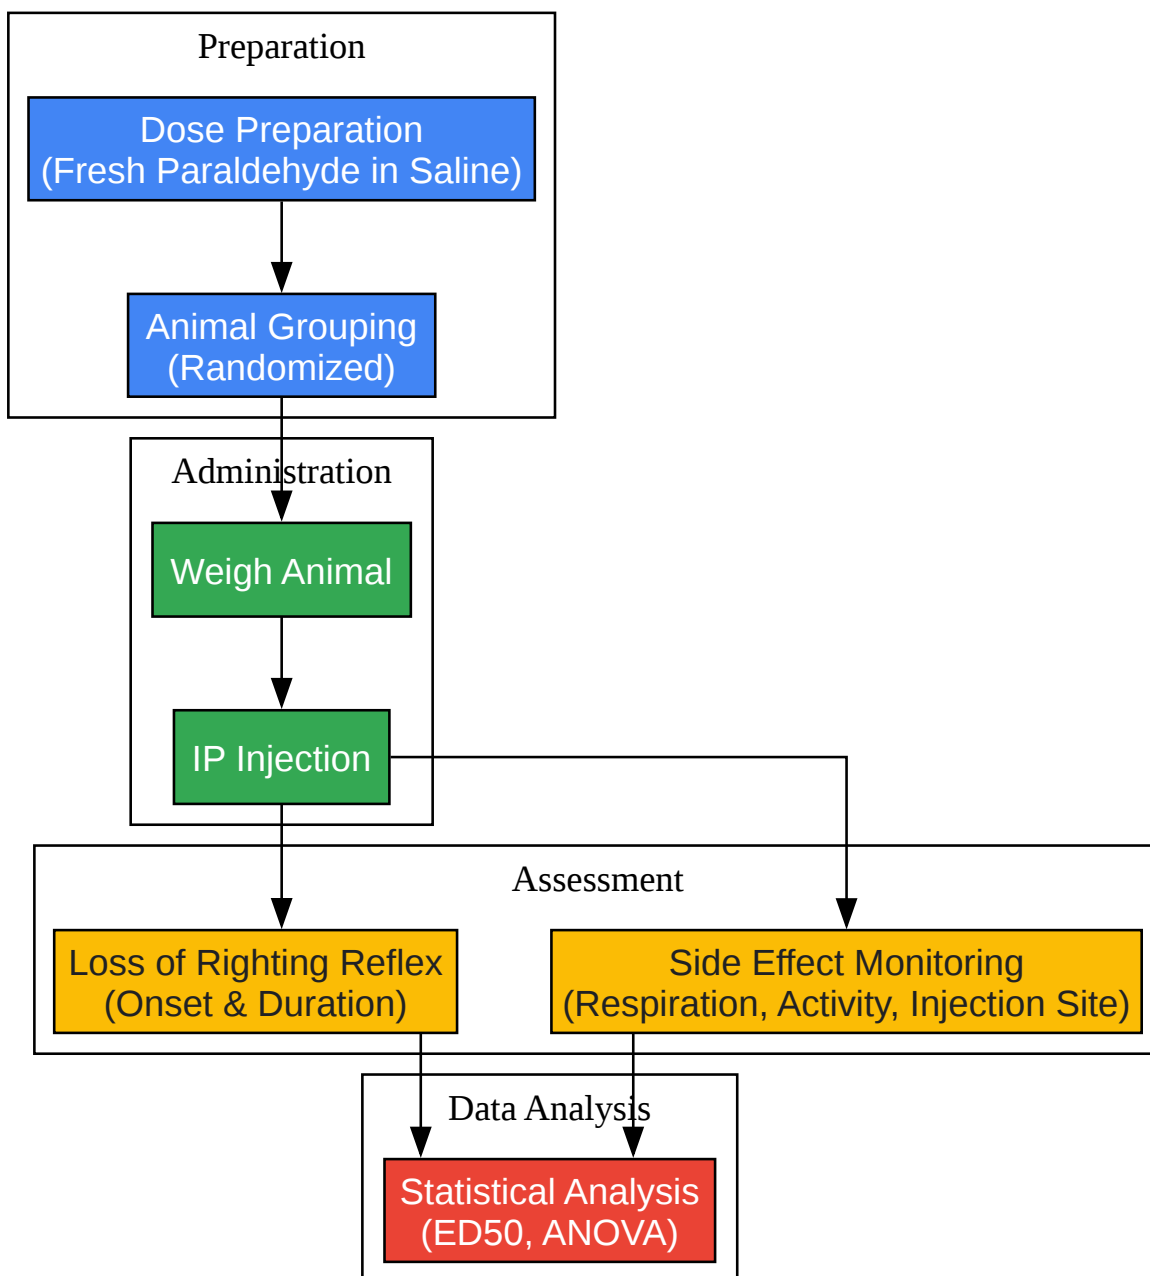 Preparation
Dose Preparation
(Fresh Paraldehyde in Saline)
Animal Grouping
(Randomized)
Administration
Weigh Animal
IP Injection
Assessment
Loss of Righting Reflex
(Onset & Duration)
Side Effect Monitoring
(Respiration, Activity, Injection Site)
Data Analysis
Statistical Analysis
(ED50, ANOVA)